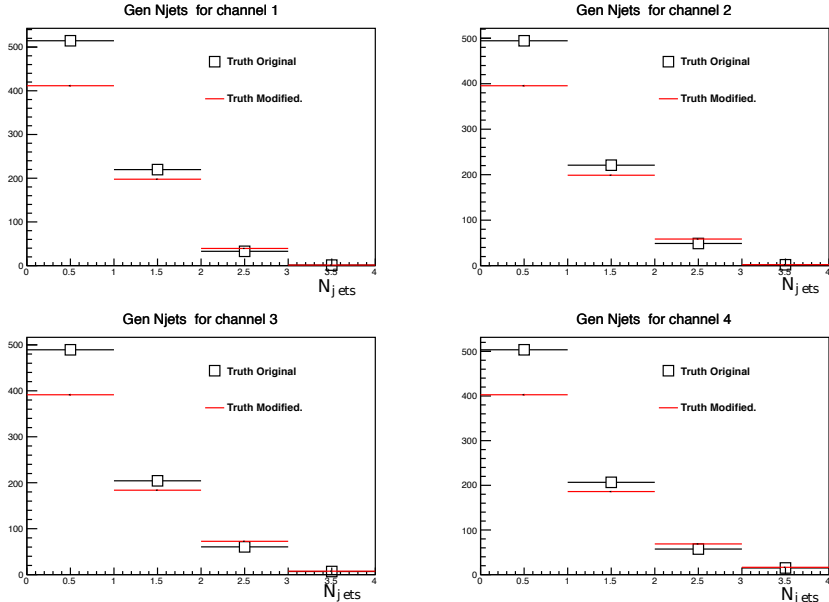 Gen Njets for channel 1
500
400
300
200
100
0
Truth Original
Truth Modified.
0 0.5 1 1.5 2 2.5 3 3.5 4
N jets
Gen Njets for channel 2
500
400
300
200
100
0
Truth Original
Truth Modified.
0 0.5 1 1.5 2 2.5 3 3.5 4
N jets
Gen Njets for channel 3
500
400
300
200
100
0
Truth Original
Truth Modified.
0 0.5 1 1.5 2 2.5 3 3.5 4
N jets
Gen Njets for channel 4
500
400
300
200
100
0
Truth Original
Truth Modified.
0 0.5 1 1.5 2 2.5 3 3.5 4
N jets